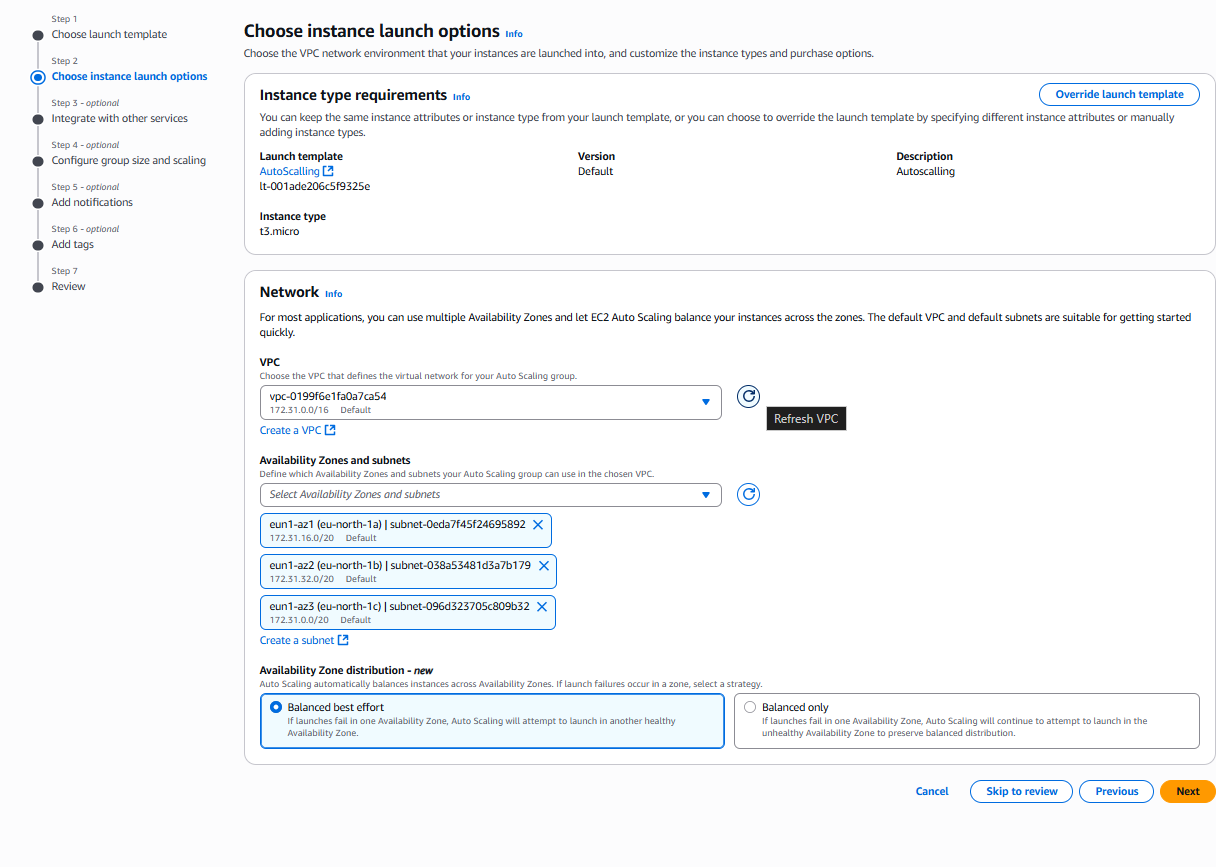 Step 1
Choose launch template
Step 2
Choose instance launch options
Step 3 - optional
Integrate with other services
Step 4 - optional
Configure group size and scaling
Step 5 - optional
Add notifications
Step 6 - optional
Add tags
Step 7
Review
Choose instance launch options Info
Choose the VPC network environment that your instances are launched into, and customize the instance types and purchase options.
Instance type requirements Info
Override launch template
You can keep the same instance attributes or instance type from your launch template, or you can choose to override the launch template by specifying different instance attributes or manually
adding instance types.
Launch template
AutoScalling
lt-001ade206c5f9325e
Version
Default
Description
Autoscalling
Instance type
t3.micro
Network Info
For most applications, you can use multiple Availability Zones and let EC2 Auto Scaling balance your instances across the zones. The default VPC and default subnets are suitable for getting started
quickly.
VPC
Choose the VPC that defines the virtual network for your Auto Scaling group.
vpc-0199f6e1fa0a7ca54
172.31.0.0/16 Default
Refresh VPC
Create a VPC
Availability Zones and subnets
Define which Availability Zones and subnets your Auto Scaling group can use in the chosen VPC.
Select Availability Zones and subnets
eun1-az1 (eu-north-1a) | subnet-0eda7f45f24695892
172.31.16.0/20 Default
eun1-az2 (eu-north-1b) | subnet-038a53481d3a7b179
172.31.32.0/20 Default
eun1-az3 (eu-north-1c) | subnet-096d323705c809b32
172.31.0.0/20 Default
Create a subnet
Availability Zone distribution - new
Auto Scaling automatically balances instances across Availability Zones. If launch failures occur in a zone, select a strategy.
Balanced best effort
If launches fail in one Availability Zone, Auto Scaling will attempt to launch in another healthy
Availability Zone.
Balanced only
If launches fail in one Availability Zone, Auto Scaling will continue to attempt to launch in the
unhealthy Availability Zone to preserve balanced distribution.
Cancel
Skip to review
Previous
Next